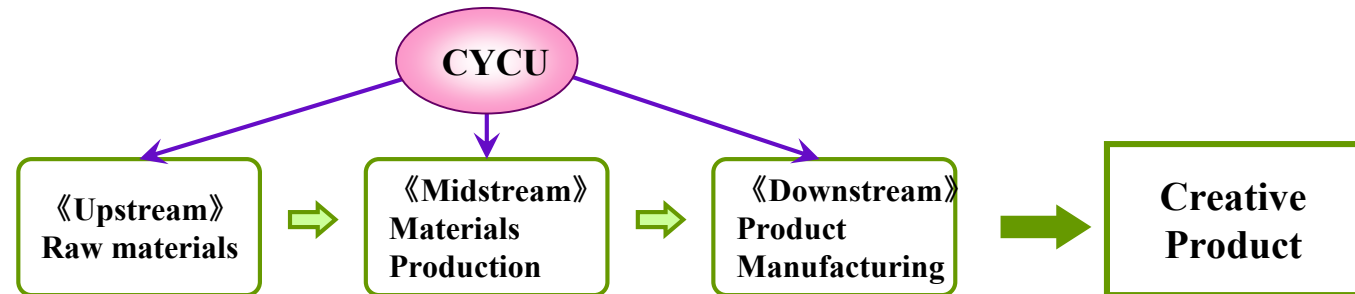 CYCU
《Upstream》
Raw materials
《Midstream》
Materials
Production
《Downstream》
Product
Manufacturing
Creative
Product